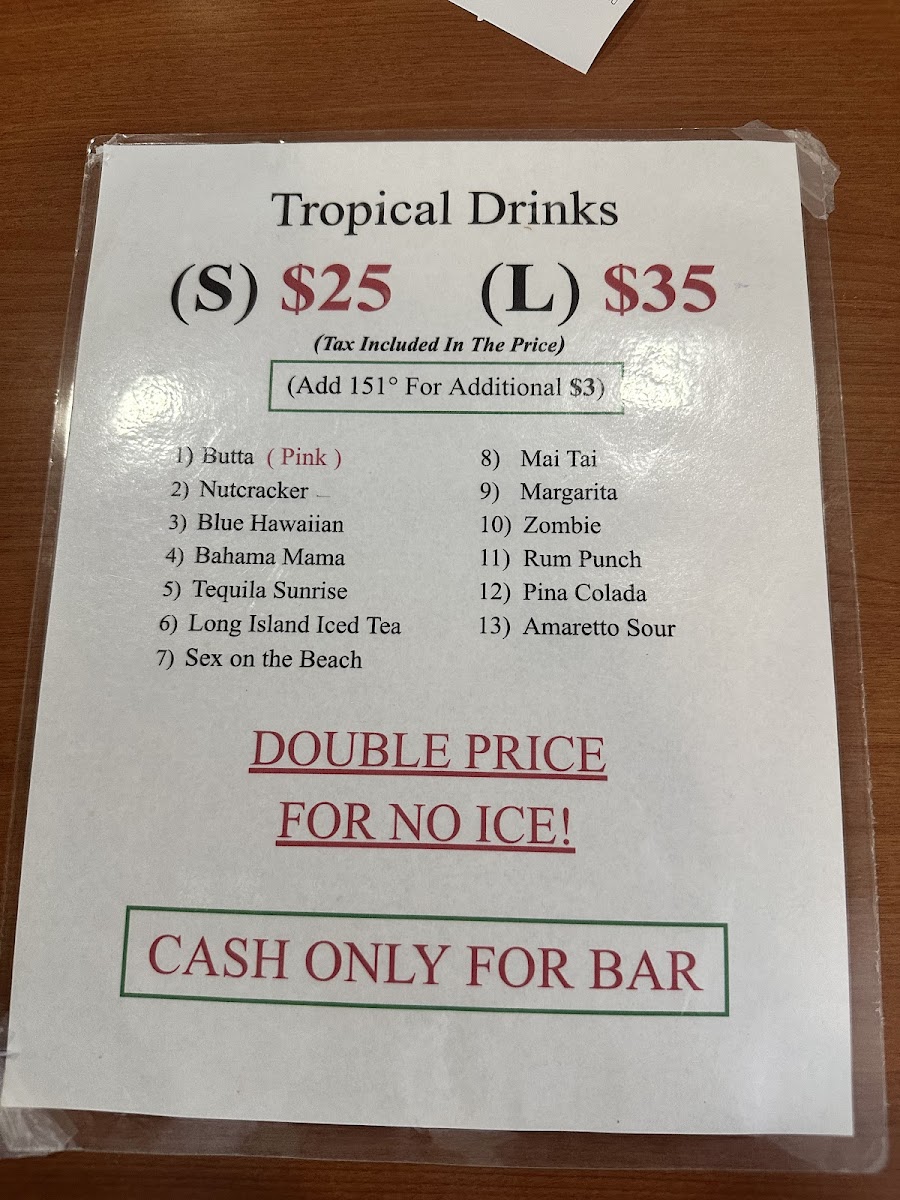 Tropical Drinks
(S) $25 (L) $35
(Tax Included In The Price)
(Add 151° For Additional $3)
1) Butta ( Pink )
2) Nutcracker
3) Blue Hawaiian
4) Bahama Mama
5) Tequila Sunrise
6) Long Island Iced Tea
7) Sex on the Beach
8) Mai Tai
9) Margarita
10) Zombie
11) Rum Punch
12) Pina Colada
13) Amaretto Sour
DOUBLE PRICE
FOR NO ICE!
CASH ONLY FOR BAR